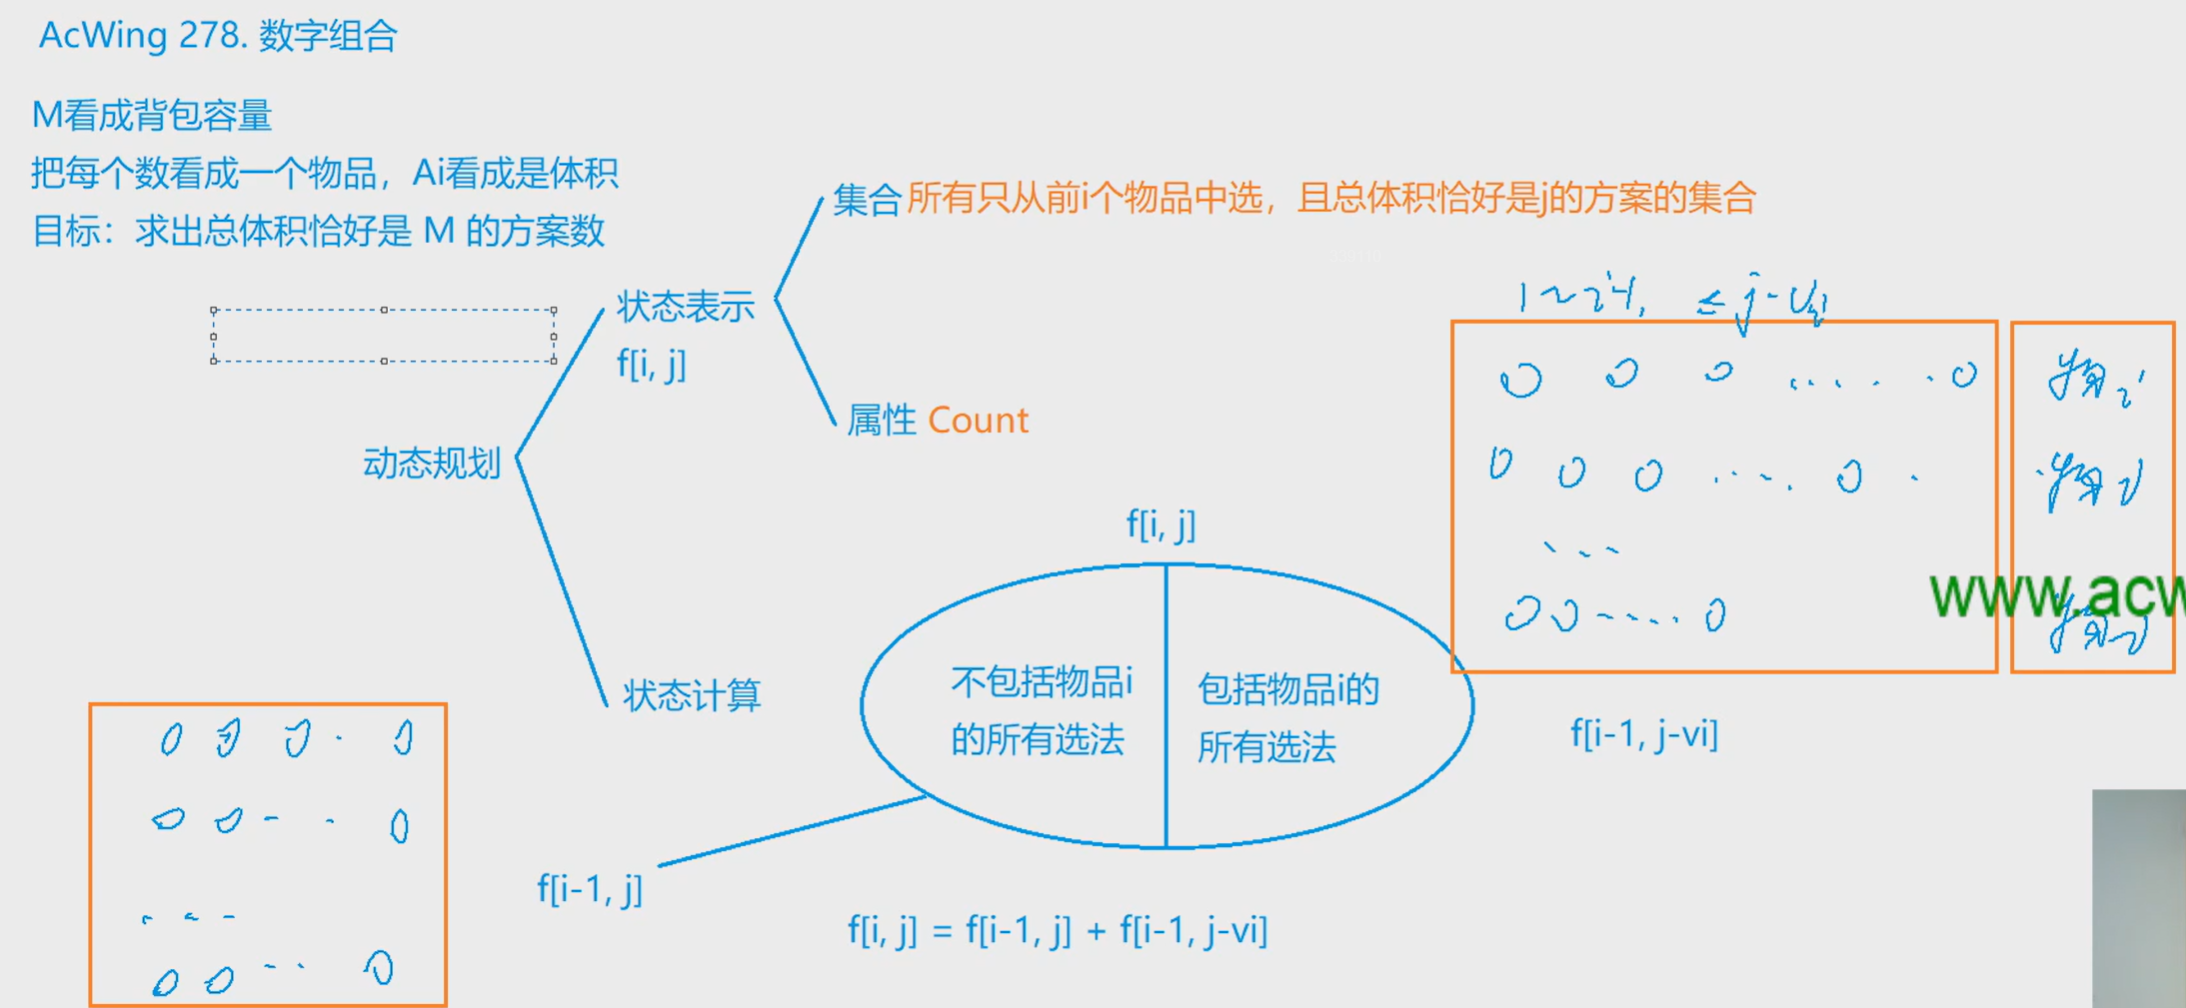 AcWing 278. 数字组合
M看成背包容量
把每个数看成一个物品，Ai看成是体积
目标：求出总体积恰好是 M 的方案数
集合 所有只从前i个物品中选，且总体积恰好是j的方案的集合
状态表示
f[i, j]
属性 Count
动态规划
状态计算
f[i, j]
不包括物品i
的所有选法
包括物品i的
所有选法
f[i-1, j]
f[i-1, j-vi]
f[i, j] = f[i-1, j] + f[i-1, j-vi]
1~i-1, ≤ j-vi
0 0 0 ..... 0
0 0 0 ..... 0 .
...
0 0 ..... 0
物i
物i
物i
www.acw
0 0 0 . 0
0 0 - . 0
...
0 0 ... 0